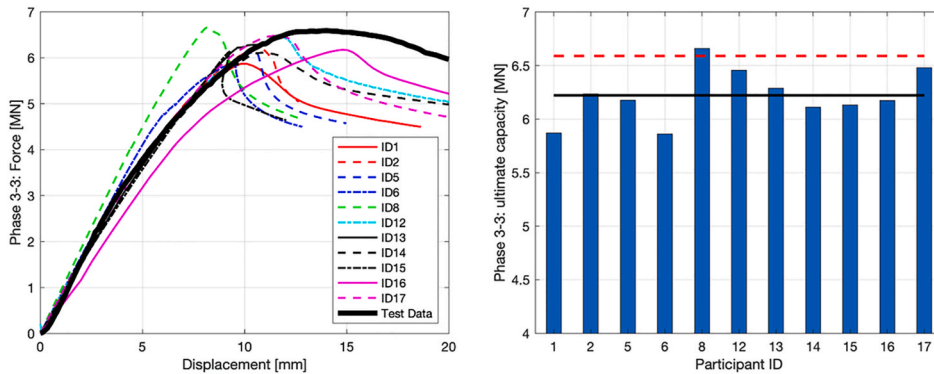 Phase 3-3: Force [MN]
7
6
5
4
3
2
1
0
0 5 10 15 20
Displacement [mm]
ID1
ID2
ID5
ID6
ID8
ID12
ID13
ID14
ID15
ID16
ID17
Test Data
Phase 3-3: ultimate capacity [MN]
7
6.5
6
5.5
5
4.5
4
1 2 5 6 8 12 13 14 15 16 17
Participant ID